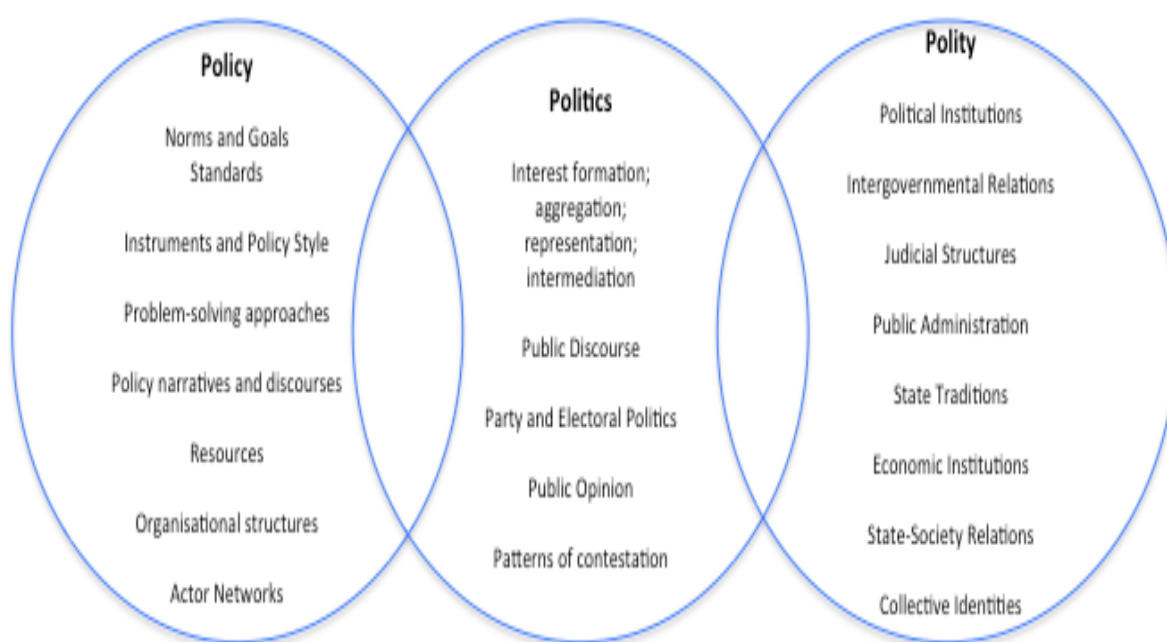 Policy
Norms and Goals
Standards
Instruments and Policy Style
Problem-solving approaches
Policy narratives and discourses
Resources
Organisational structures
Actor Networks
Politics
Interest formation;
aggregation;
representation;
intermediation
Public Discourse
Party and Electoral Politics
Public Opinion
Patterns of contestation
Polity
Political Institutions
Intergovernmental Relations
Judicial Structures
Public Administration
State Traditions
Economic Institutions
State-Society Relations
Collective Identities